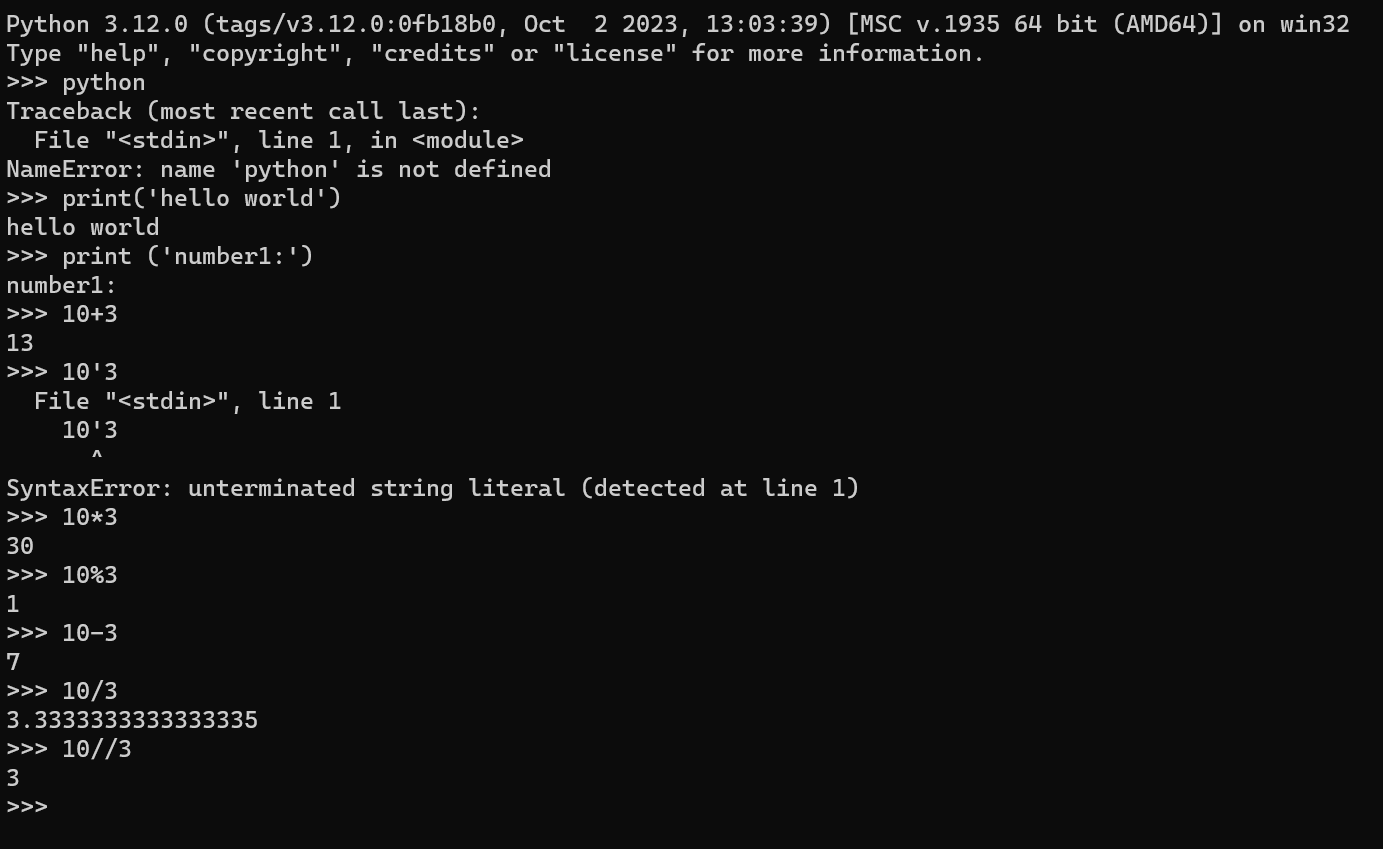 Python 3.12.0 (tags/v3.12.0:0fb18b0, Oct  2 2023, 13:03:39) [MSC v.1935 64 bit (AMD64)] on win32
Type "help", "copyright", "credits" or "license" for more information.
>>> python
Traceback (most recent call last):
  File "<stdin>", line 1, in <module>
NameError: name 'python' is not defined
>>> print('hello world')
hello world
>>> print ('number1:')
number1:
>>> 10+3
13
>>> 10'3
  File "<stdin>", line 1
    10'3
      ^
SyntaxError: unterminated string literal (detected at line 1)
>>> 10*3
30
>>> 10%3
1
>>> 10-3
7
>>> 10/3
3.3333333333333335
>>> 10//3
3
>>>